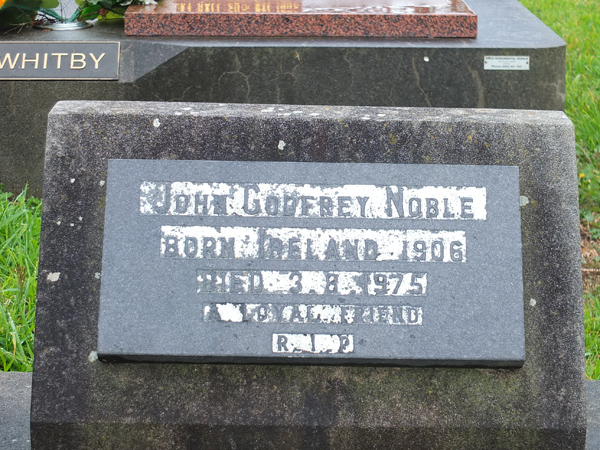 WHITBY
JOHN GODFREY NOBLE
BORN IRELAND 1906
DIED 3.8.1975
A LOYAL FRIEND
R.I.P